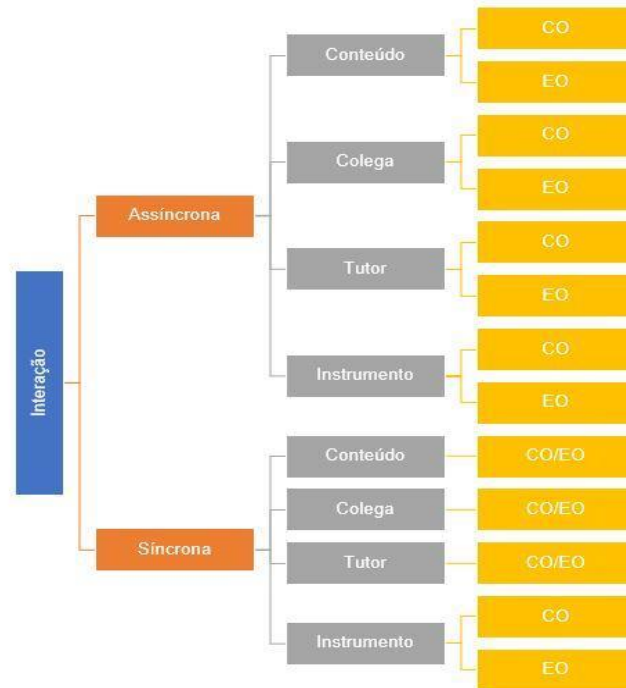 Interação
Assíncrona
Conteúdo
CO
EO
Colega
CO
EO
Tutor
CO
EO
Instrumento
CO
EO
Síncrona
Conteúdo
CO/EO
Colega
CO/EO
Tutor
CO/EO
Instrumento
CO
EO